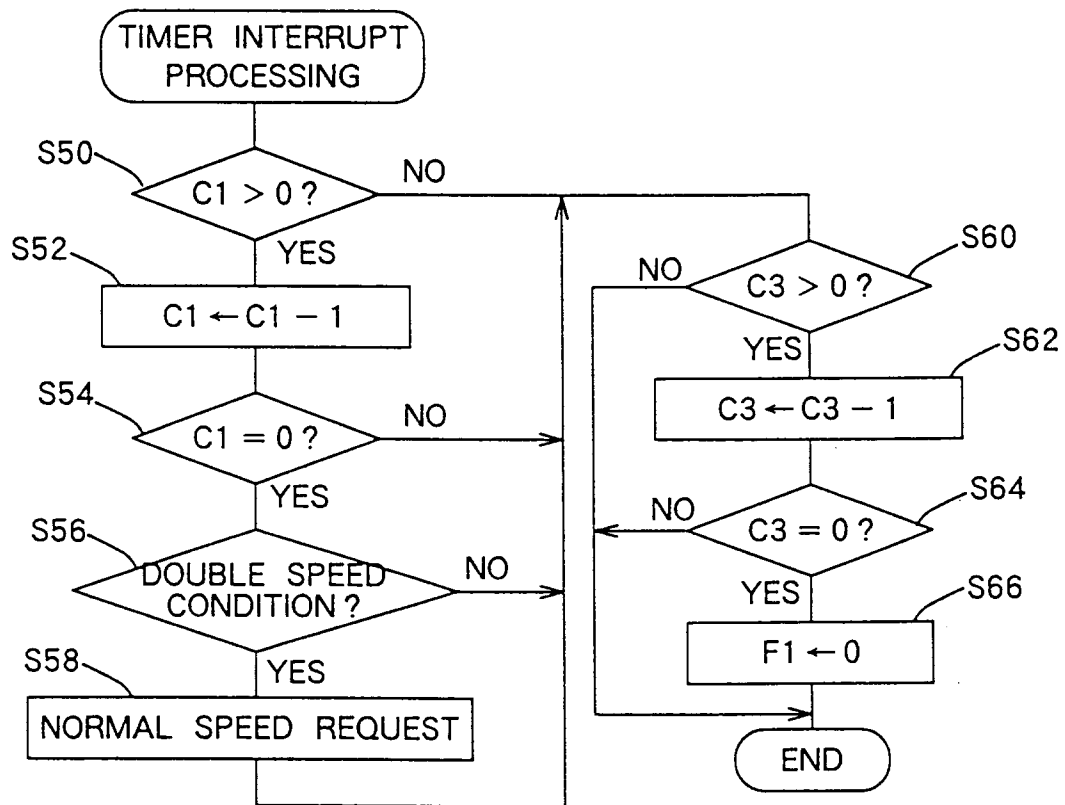 TIMER INTERRUPT
PROCESSING
S50
C1 > 0 ?
NO
YES
S52
C1 ← C1 − 1
S54
C1 = 0 ?
NO
YES
S56
DOUBLE SPEED
CONDITION ?
NO
YES
S58
NORMAL SPEED REQUEST
S60
NO
C3 > 0 ?
YES
S62
C3 ← C3 − 1
S64
NO
C3 = 0 ?
YES
S66
F1 ← 0
END